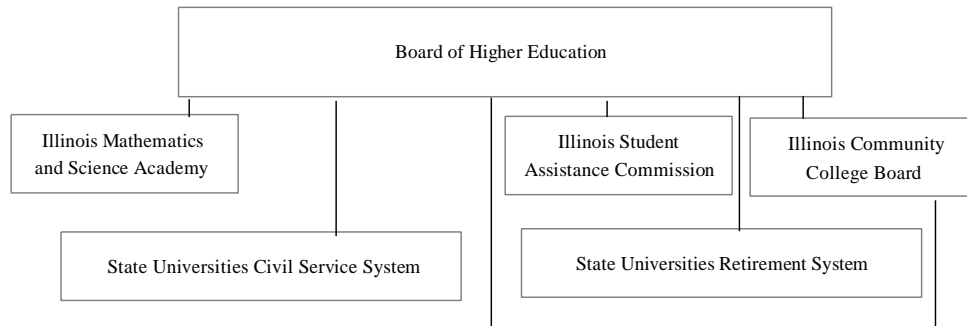 Board of Higher Education
Illinois Mathematics
and Science Academy
Illinois Student
Assistance Commission
Illinois Community
College Board
State Universities Civil Service System
State Universities Retirement System